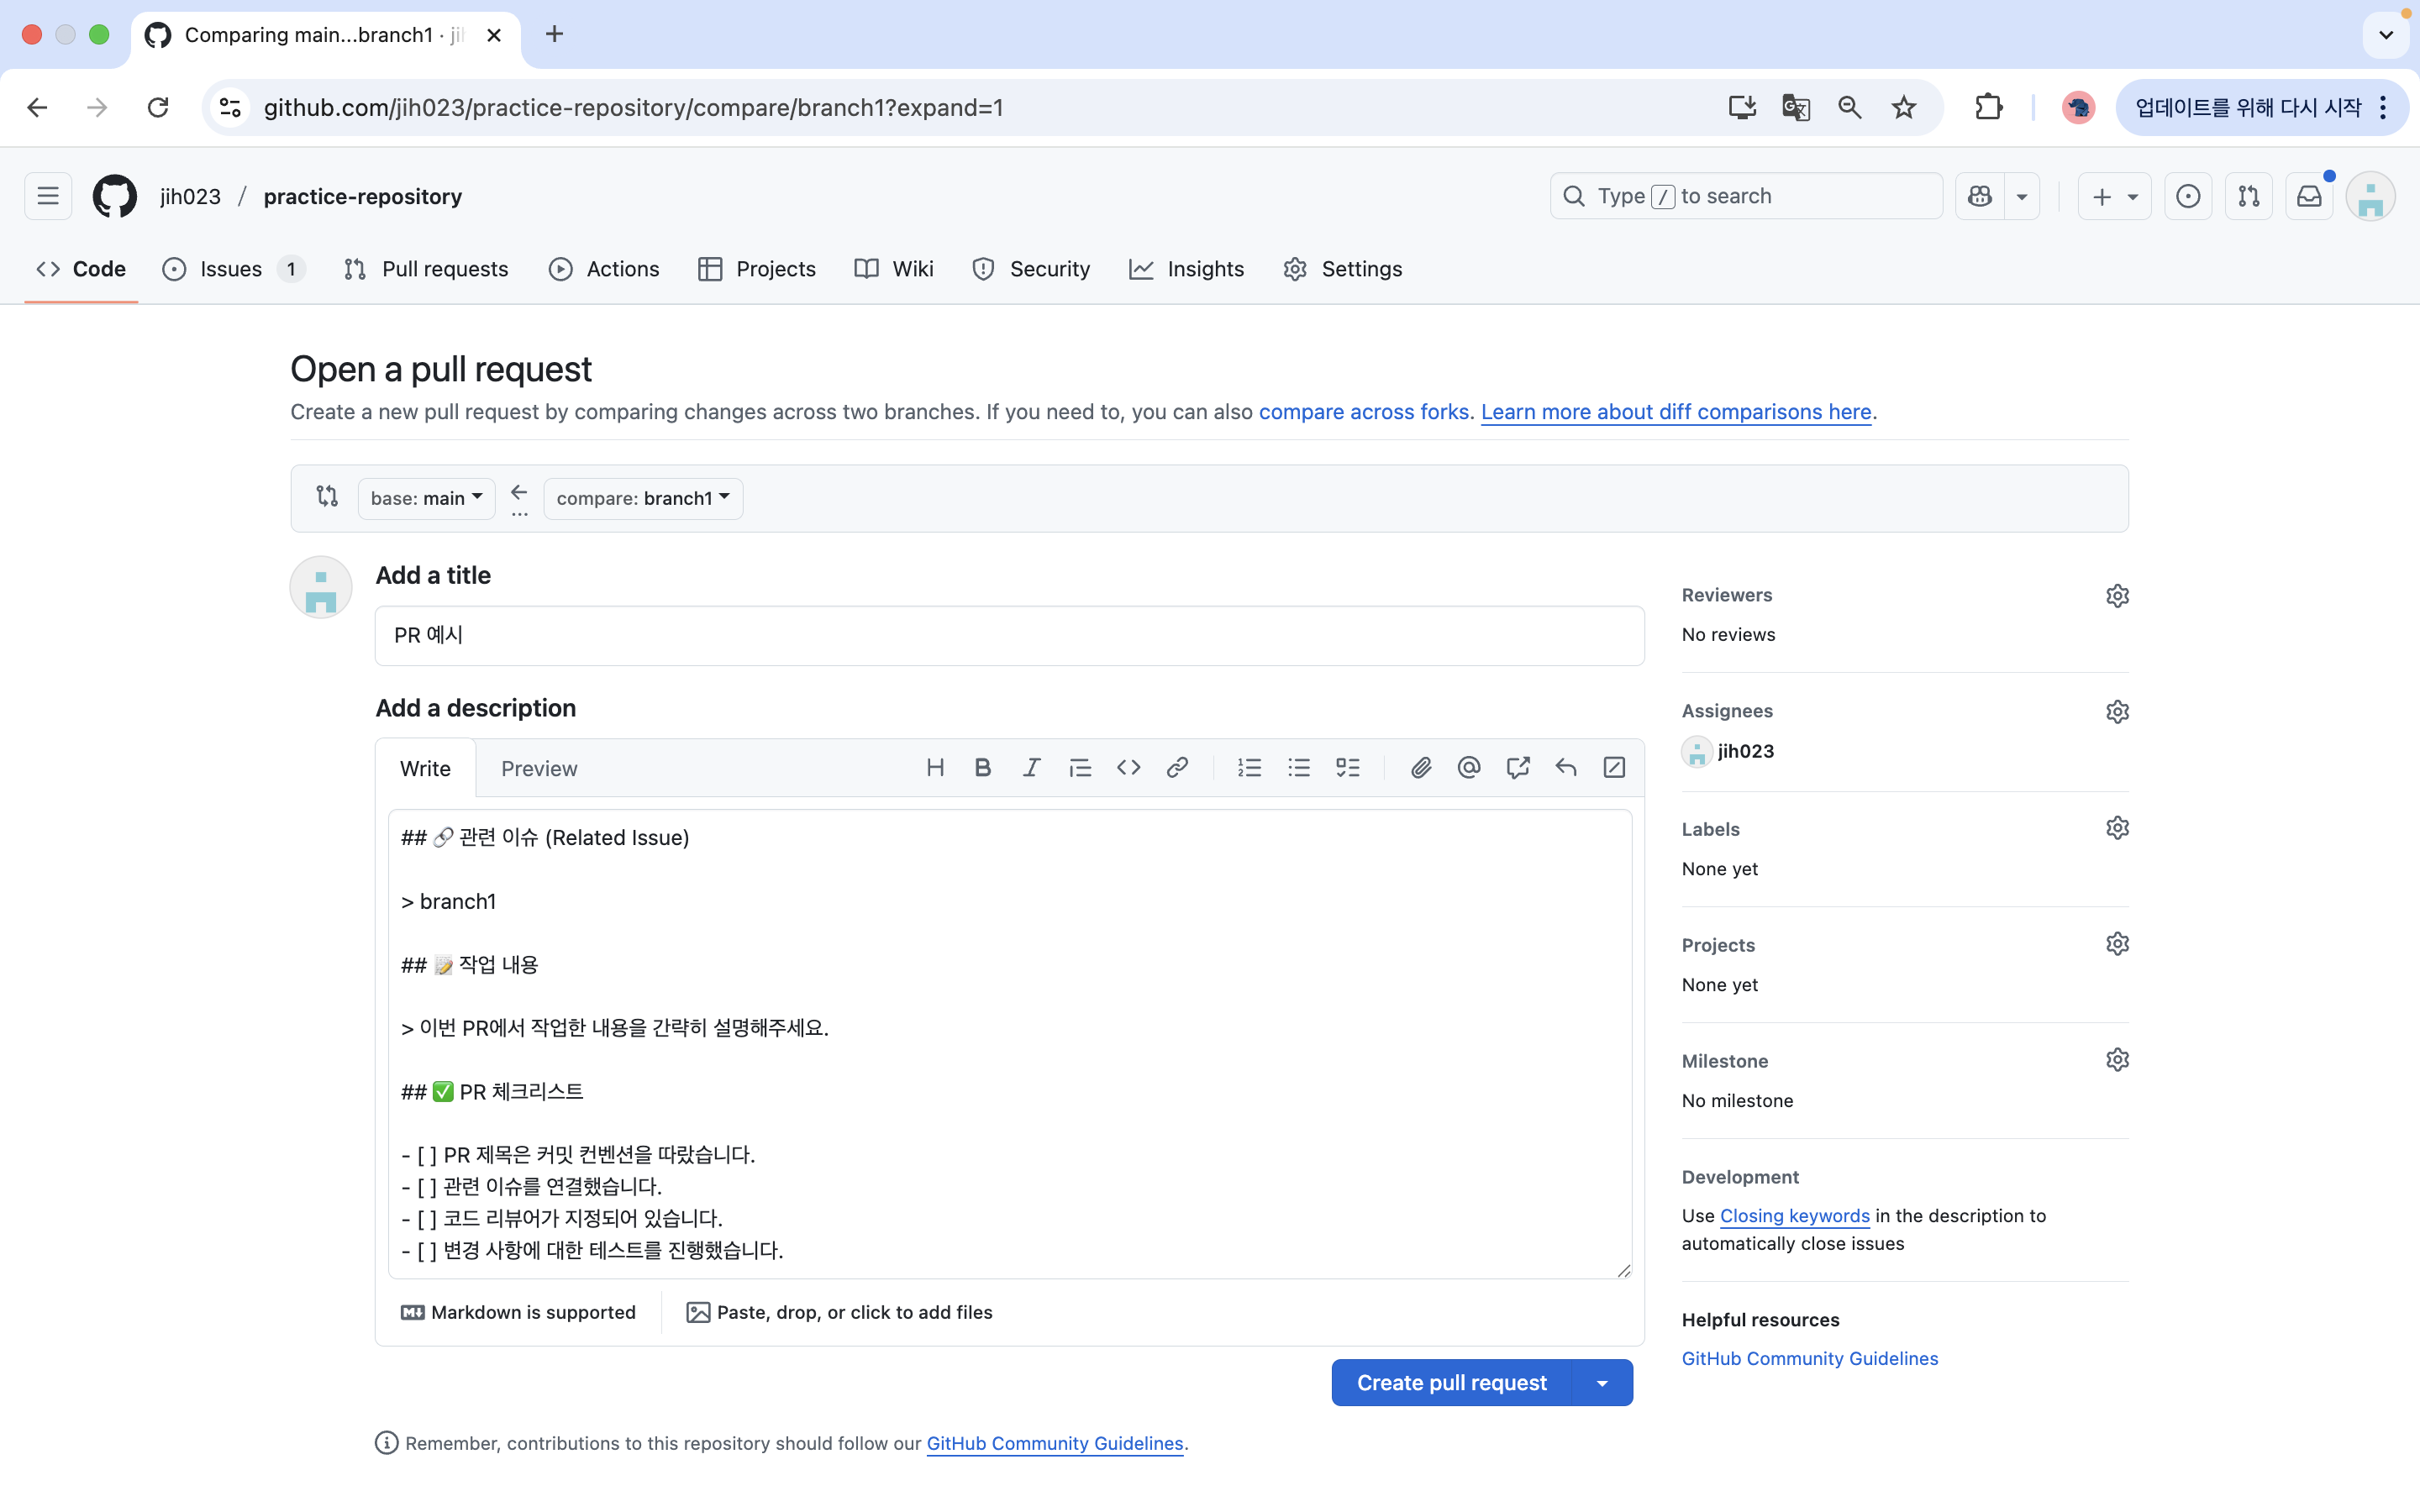 Comparing main...branch1 · jih
github.com/jih023/practice-repository/compare/branch1?expand=1
업데이트를 위해 다시 시작
jih023 / practice-repository
Type / to search
Code
Issues 1
Pull requests
Actions
Projects
Wiki
Security
Insights
Settings
Open a pull request
Create a new pull request by comparing changes across two branches. If you need to, you can also compare across forks. Learn more about diff comparisons here.
base: main
...
compare: branch1
Add a title
PR 예시
Add a description
Write
Preview
## 🔗 관련 이슈 (Related Issue)
> branch1
## 📝 작업 내용
> 이번 PR에서 작업한 내용을 간략히 설명해주세요.
## ✅ PR 체크리스트
- [ ] PR 제목은 커밋 컨벤션을 따랐습니다.
- [ ] 관련 이슈를 연결했습니다.
- [ ] 코드 리뷰어가 지정되어 있습니다.
- [ ] 변경 사항에 대한 테스트를 진행했습니다.
Markdown is supported
Paste, drop, or click to add files
Create pull request
Remember, contributions to this repository should follow our GitHub Community Guidelines.
Reviewers
No reviews
Assignees
jih023
Labels
None yet
Projects
None yet
Milestone
No milestone
Development
Use Closing keywords in the description to
automatically close issues
Helpful resources
GitHub Community Guidelines